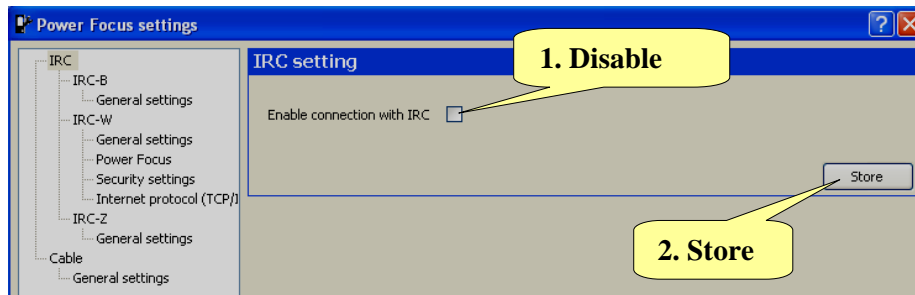 Power Focus settings
IRC
IRC-B
General settings
IRC-W
General settings
Power Focus
Security settings
Internet protocol (TCP/I
IRC-Z
General settings
Cable
General settings
IRC setting
1. Disable
Enable connection with IRC
Store
2. Store